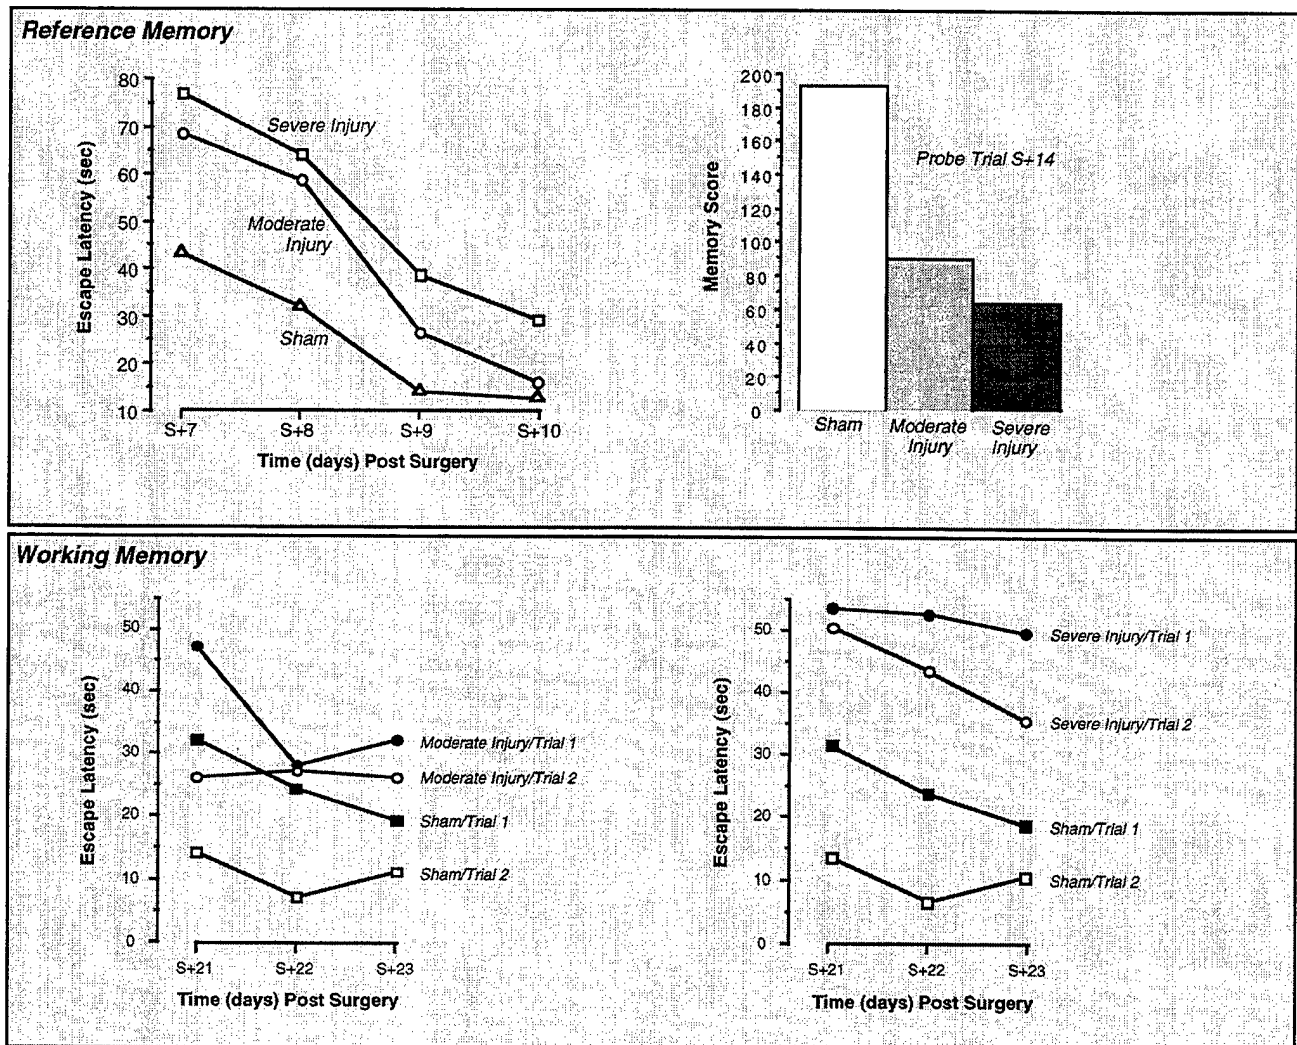 Reference Memory
80
70
60
50
40
30
20
10
Escape Latency (sec)
Severe Injury
Moderate
Injury
Sham
S+7 S+8 S+9 S+10
Time (days) Post Surgery
200
180
160
140
120
100
80
60
40
20
0
Memory Score
Probe Trial S+14
Sham Moderate Injury Severe Injury
Working Memory
50
40
30
20
10
0
Escape Latency (sec)
Moderate Injury/Trial 1
Moderate Injury/Trial 2
Sham/Trial 1
Sham/Trial 2
S+21 S+22 S+23
Time (days) Post Surgery
50
40
30
20
10
0
Escape Latency (sec)
Severe Injury/Trial 1
Severe Injury/Trial 2
Sham/Trial 1
Sham/Trial 2
S+21 S+22 S+23
Time (days) Post Surgery